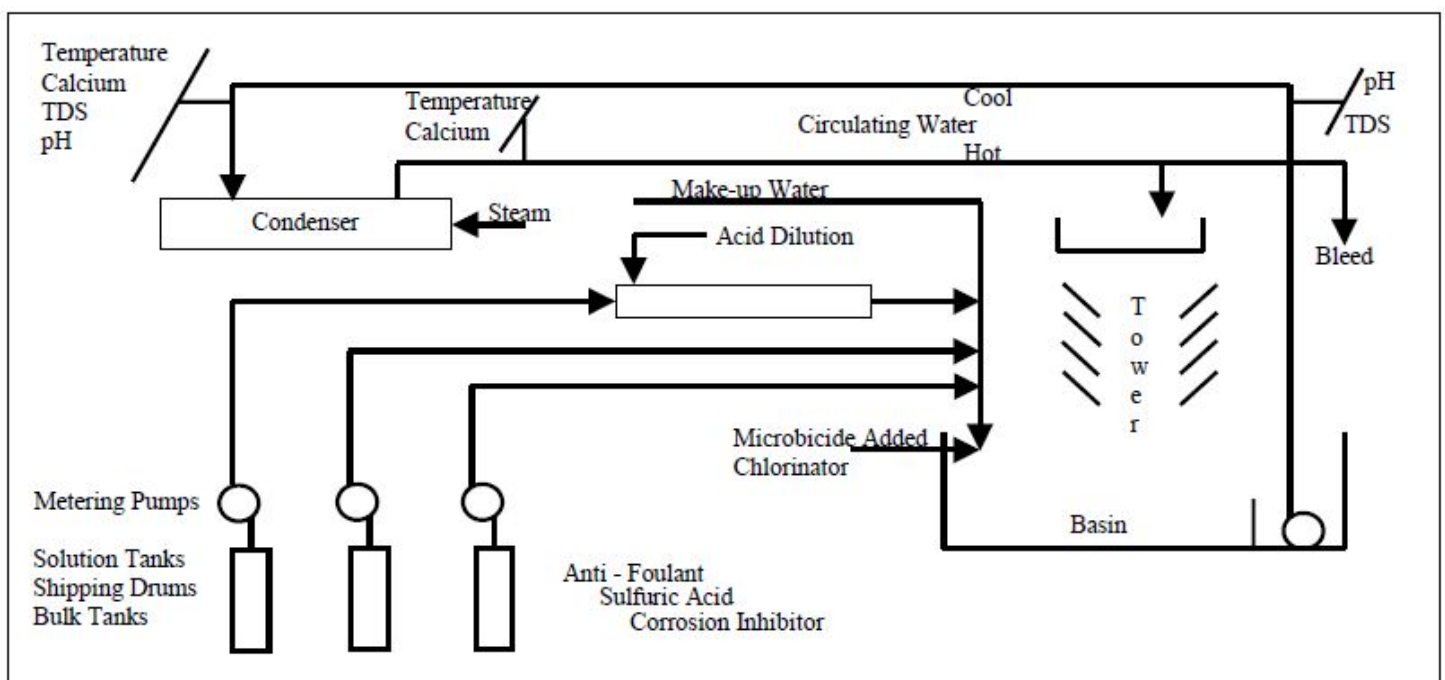 Temperature
Calcium
TDS
pH
Temperature
Calcium
Cool
Circulating Water
Hot
pH
TDS
Make-up Water
Condenser
Steam
Acid Dilution
Bleed
T
o
w
e
r
Microbicide Added
Chlorinator
Metering Pumps
Basin
Solution Tanks
Shipping Drums
Bulk Tanks
Anti - Foulant
Sulfuric Acid
Corrosion Inhibitor